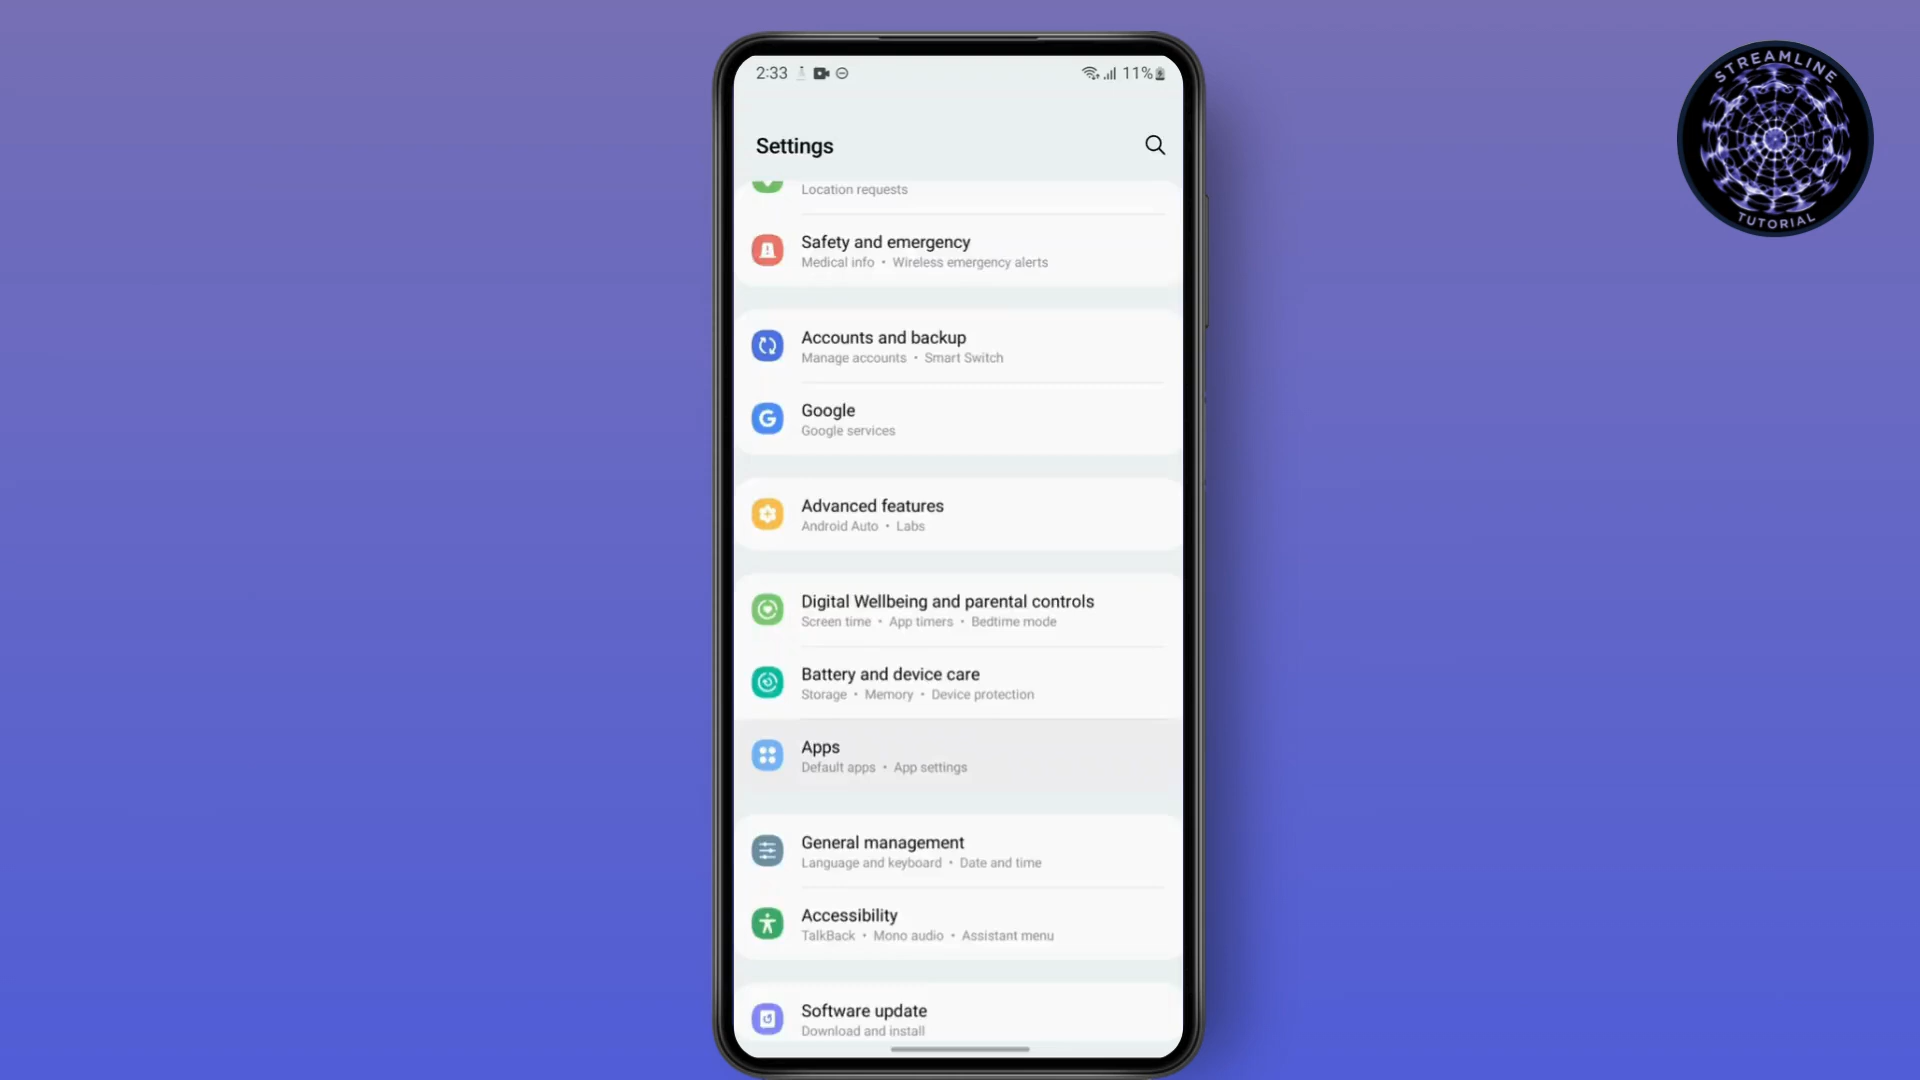 2:33
11%
STREAMLINE
TUTORIAL
Settings
Location requests
Safety and emergency
Medical info • Wireless emergency alerts
Accounts and backup
Manage accounts • Smart Switch
Google
Google services
Advanced features
Android Auto • Labs
Digital Wellbeing and parental controls
Screen time • App timers • Bedtime mode
Battery and device care
Storage • Memory • Device protection
Apps
Default apps • App settings
General management
Language and keyboard • Date and time
Accessibility
TalkBack • Mono audio • Assistant menu
Software update
Download and install